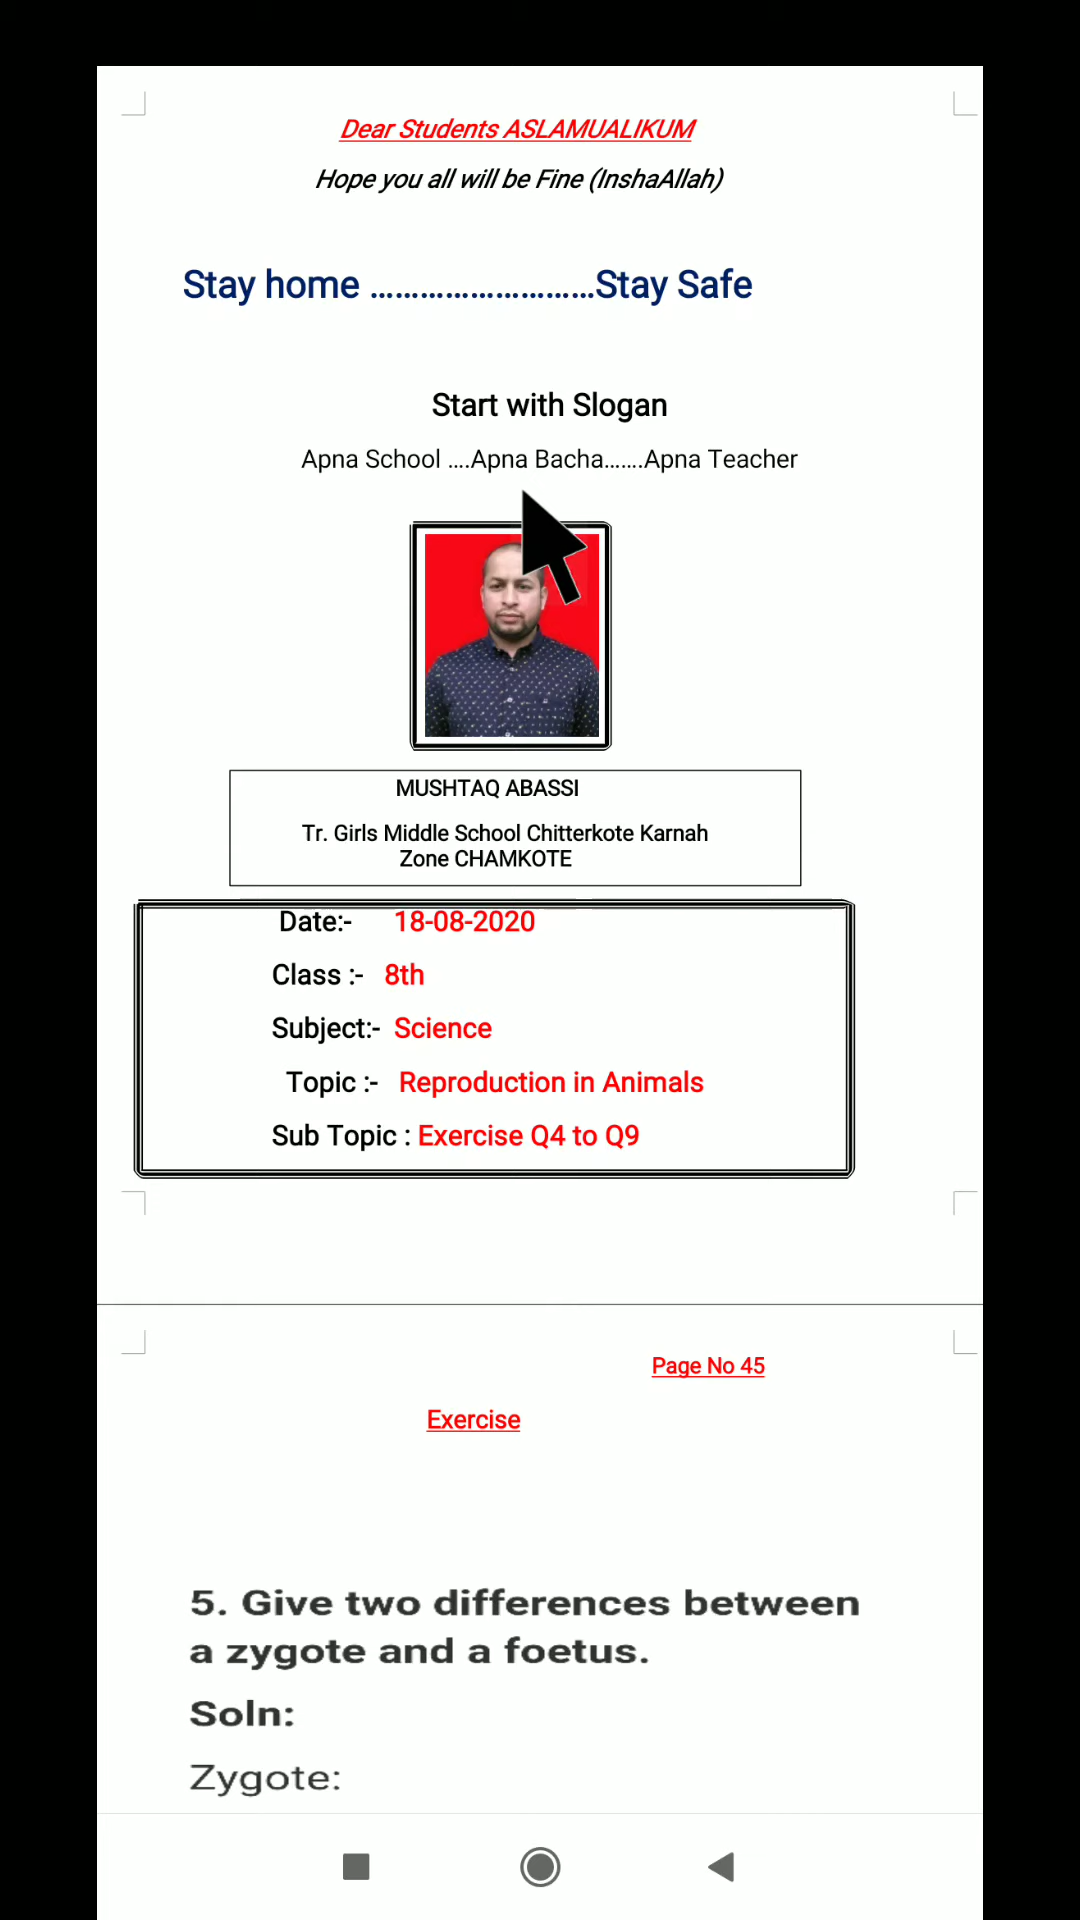 Dear Students ASLAMUALIKUM
Hope you all will be Fine (InshaAllah)
Stay home ...........................Stay Safe
Start with Slogan
Apna School ....Apna Bacha.......Apna Teacher
MUSHTAQ ABASSI
Tr. Girls Middle School Chitterkote Karnah
Zone CHAMKOTE
Date:- 18-08-2020
Class :- 8th
Subject:- Science
Topic :- Reproduction in Animals
Sub Topic : Exercise Q4 to Q9
Page No 45
Exercise
5. Give two differences between
a zygote and a foetus.
Soln:
Zygote: